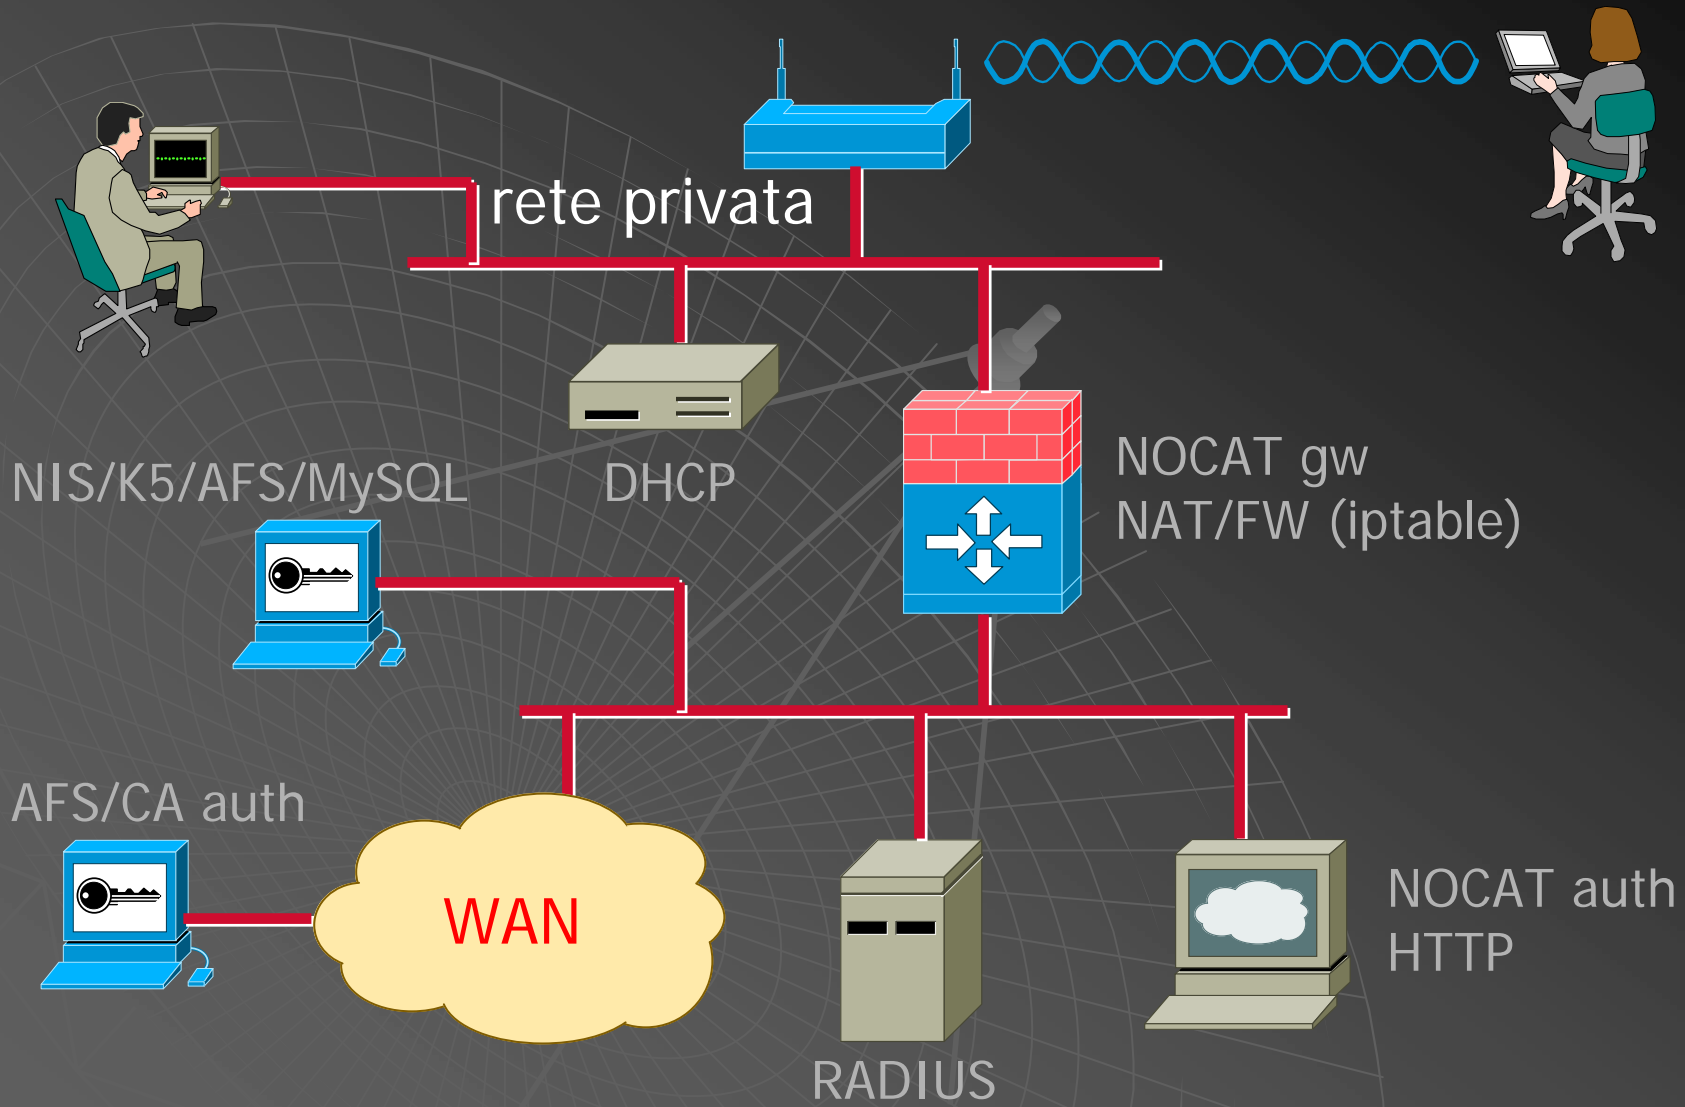 rete privata
NIS/K5/AFS/MySQL
DHCP
NOCAT gw
NAT/FW (iptable)
AFS/CA auth
WAN
NOCAT auth
HTTP
RADIUS